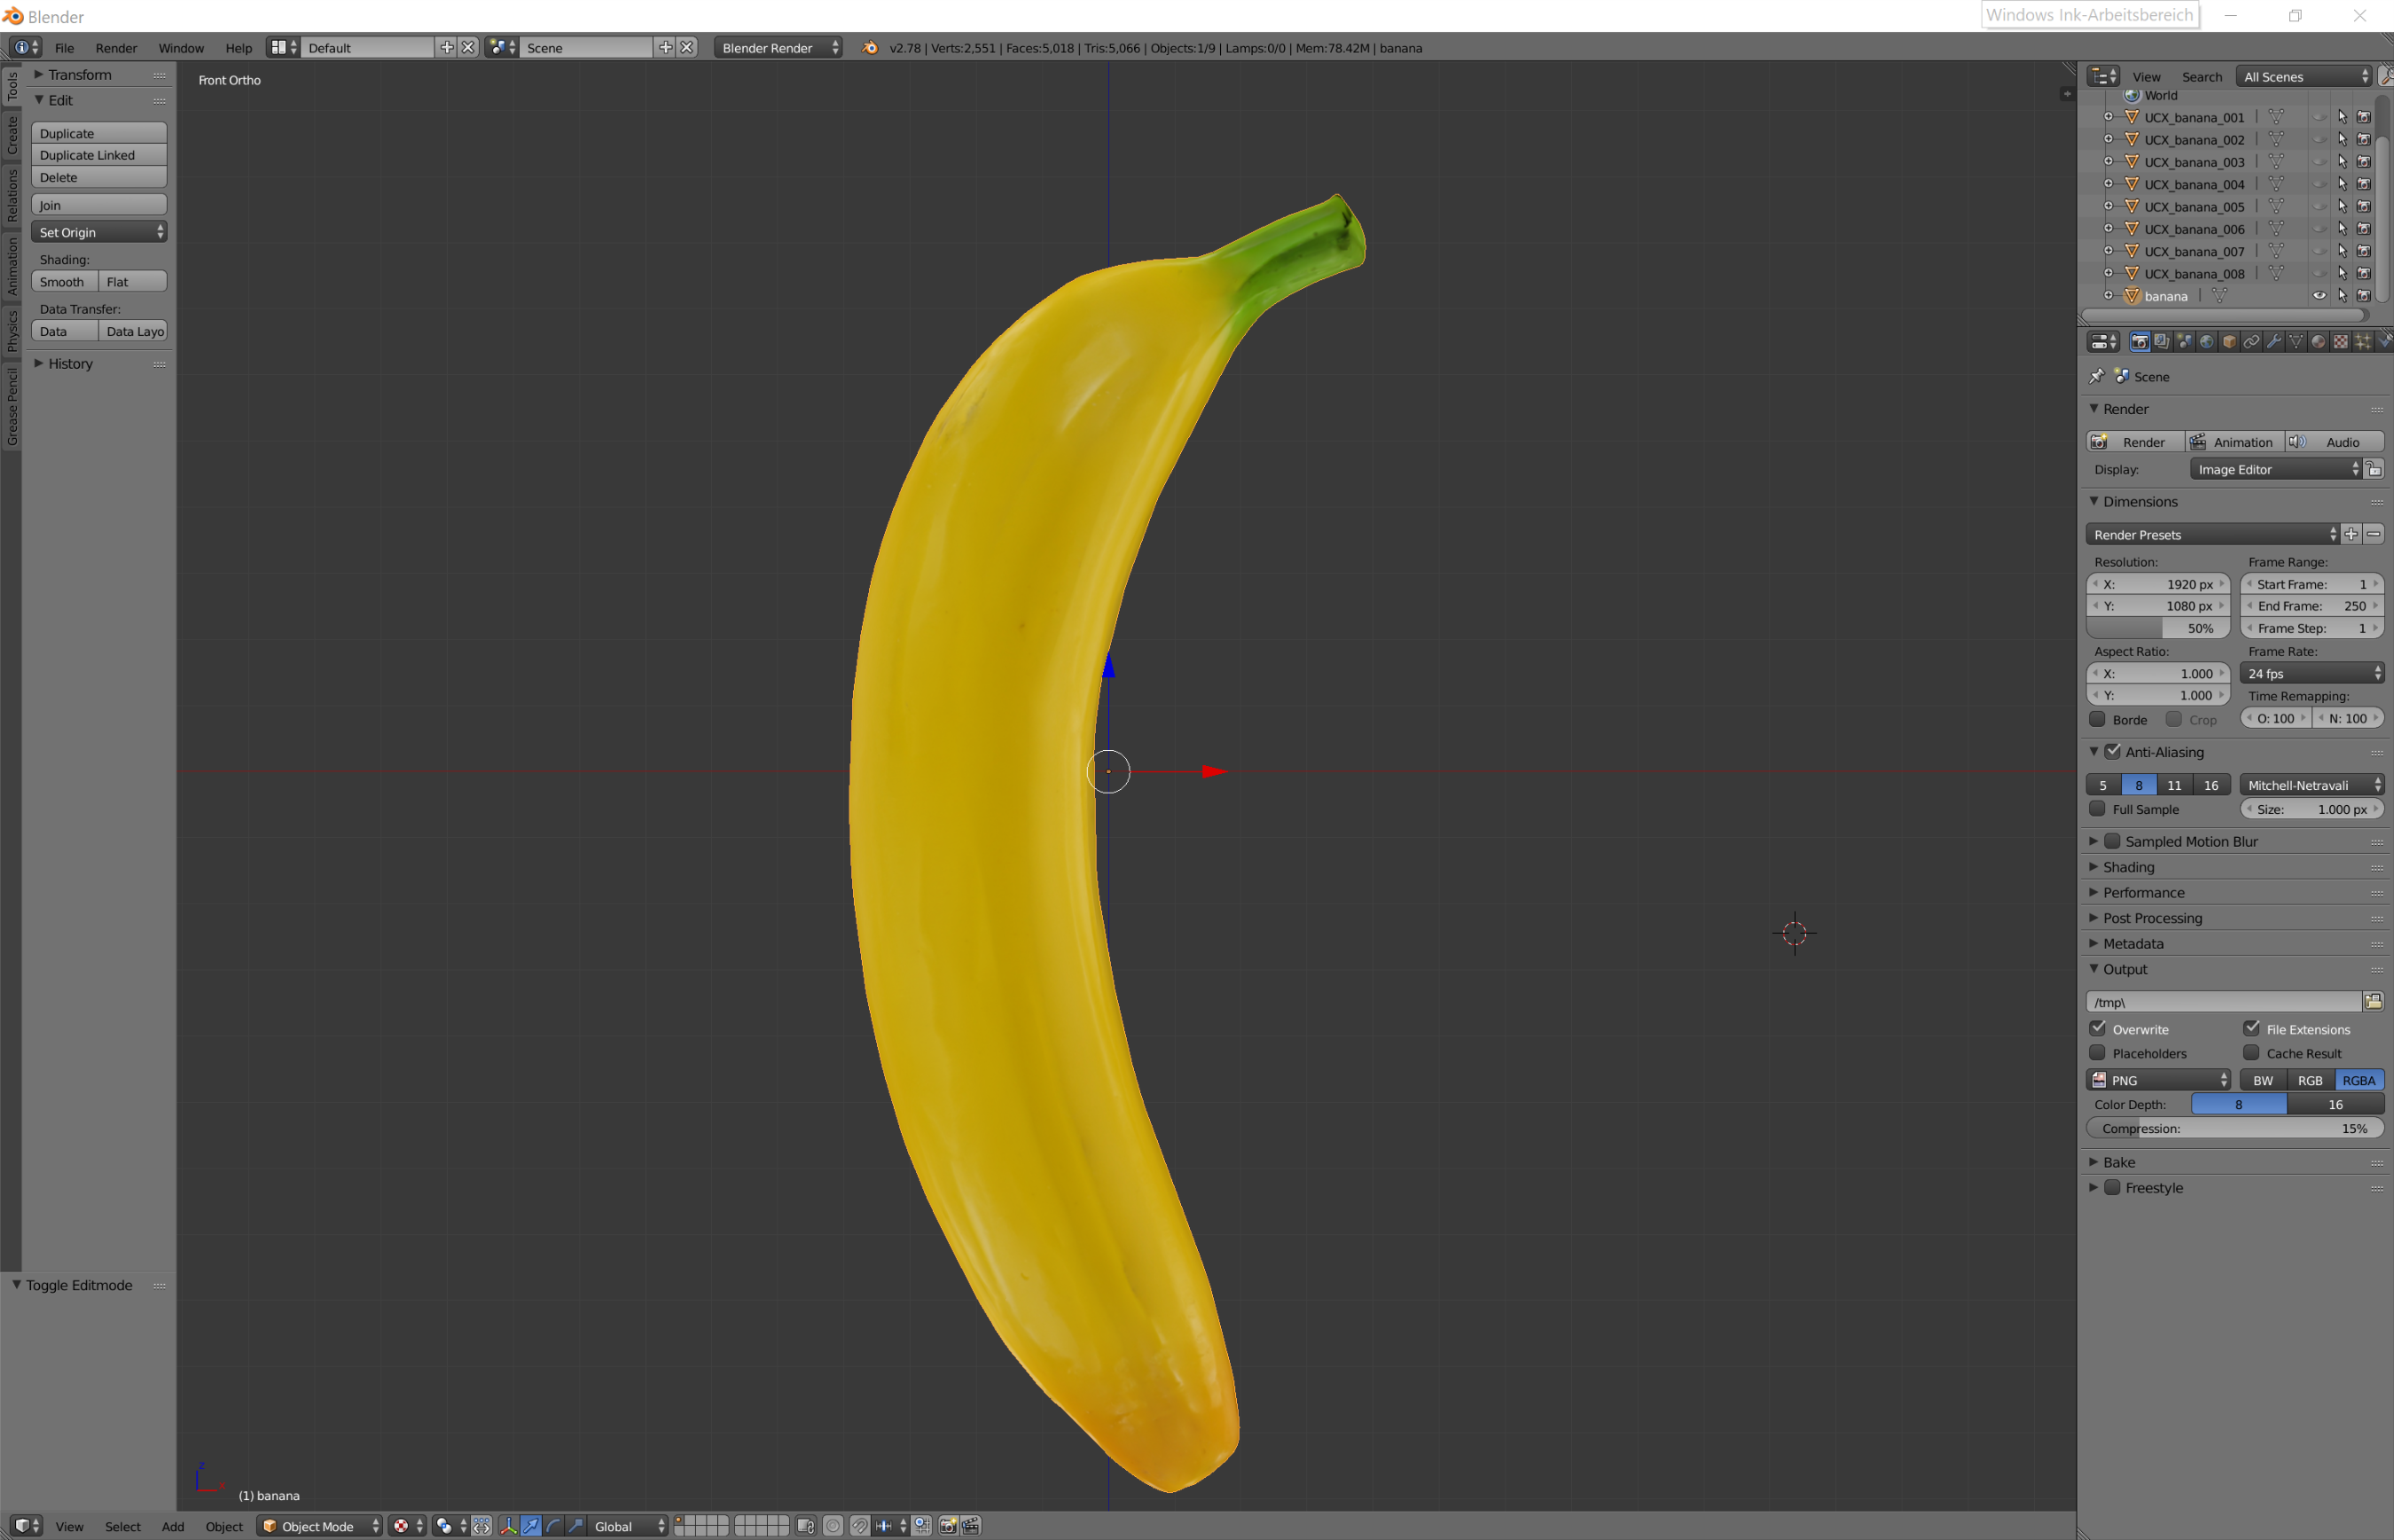 Blender
Windows Ink-Arbeitsbereich
File Render Window Help Default Scene Blender Render v2.78 | Verts:2,551 | Faces:5,018 | Tris:5,066 | Objects:1/9 | Lamps:0/0 | Mem:78.42M | banana
Tools
Create
Relations
Animation
Physics
Grease Pencil
Transform
Edit
Duplicate
Duplicate Linked
Delete
Join
Set Origin
Shading:
Smooth Flat
Data Transfer:
Data Data Layo
History
Toggle Editmode
Front Ortho
z
x
(1) banana
View Select Add Object Object Mode Global
View Search All Scenes
World
UCX_banana_001
UCX_banana_002
UCX_banana_003
UCX_banana_004
UCX_banana_005
UCX_banana_006
UCX_banana_007
UCX_banana_008
banana
Scene
Render
Render Animation Audio
Display: Image Editor
Dimensions
Render Presets
Resolution: Frame Range:
X: 1920 px Start Frame: 1
Y: 1080 px End Frame: 250
50% Frame Step: 1
Aspect Ratio: Frame Rate:
X: 1.000 24 fps
Y: 1.000 Time Remapping:
Borde Crop O: 100 N: 100
Anti-Aliasing
5 8 11 16 Mitchell-Netravali
Full Sample Size: 1.000 px
Sampled Motion Blur
Shading
Performance
Post Processing
Metadata
Output
/tmp\
Overwrite File Extensions
Placeholders Cache Result
PNG BW RGB RGBA
Color Depth: 8 16
Compression: 15%
Bake
Freestyle